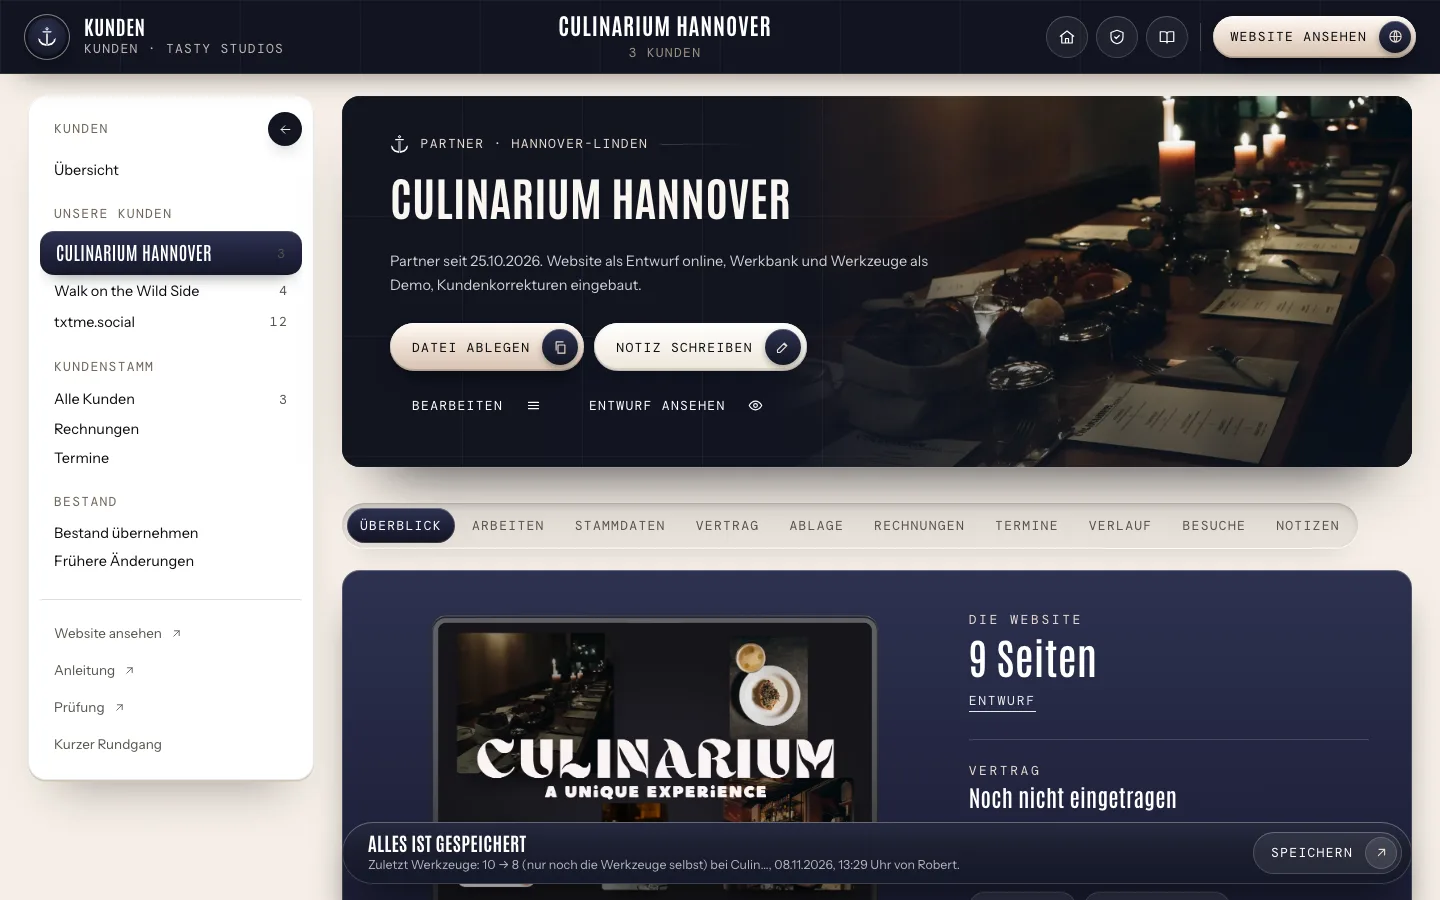 KUNDEN
KUNDEN · TASTY STUDIOS
CULINARIUM HANNOVER
3 KUNDEN
WEBSITE ANSEHEN
KUNDEN
Übersicht
UNSERE KUNDEN
CULINARIUM HANNOVER 3
Walk on the Wild Side 4
txtme.social 12
KUNDENSTAMM
Alle Kunden 3
Rechnungen
Termine
BESTAND
Bestand übernehmen
Frühere Änderungen
Website ansehen
Anleitung
Prüfung
Kurzer Rundgang
PARTNER · HANNOVER-LINDEN
CULINARIUM HANNOVER
Partner seit 25.10.2026. Website als Entwurf online, Werkbank und Werkzeuge als
Demo, Kundenkorrekturen eingebaut.
DATEI ABLEGEN
NOTIZ SCHREIBEN
BEARBEITEN
ENTWURF ANSEHEN
ÜBERBLICK ARBEITEN STAMMDATEN VERTRAG ABLAGE RECHNUNGEN TERMINE VERLAUF BESUCHE NOTIZEN
CULINARIUM
A UNiQUE EXPERiENCE
DIE WEBSITE
9 Seiten
ENTWURF
VERTRAG
Noch nicht eingetragen
ALLES IST GESPEICHERT
Zuletzt Werkzeuge: 10 → 8 (nur noch die Werkzeuge selbst) bei Culin…, 08.11.2026, 13:29 Uhr von Robert.
SPEICHERN